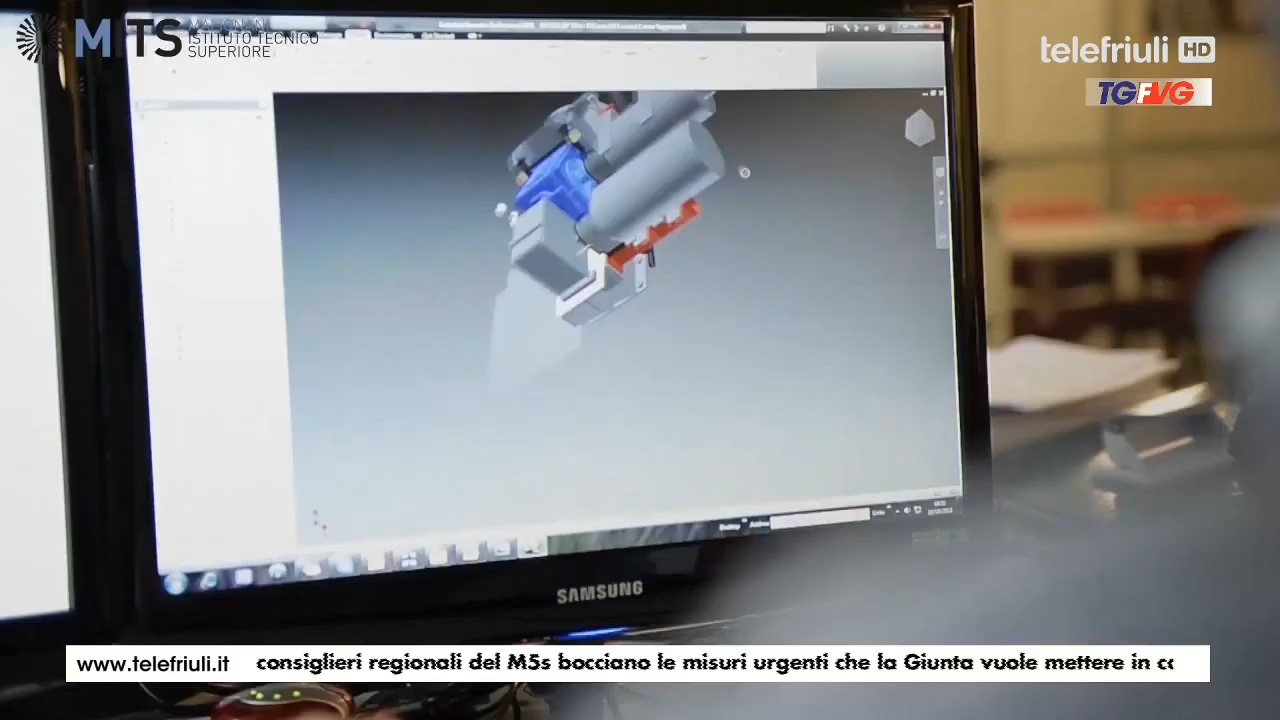 MITS
MALIGNANI
ISTITUTO TECNICO
SUPERIORE
telefriuli HD
TGFVG
SAMSUNG
www.telefriuli.it consiglieri regionali del M5s bocciano le misuri urgenti che la Giunta vuole mettere in